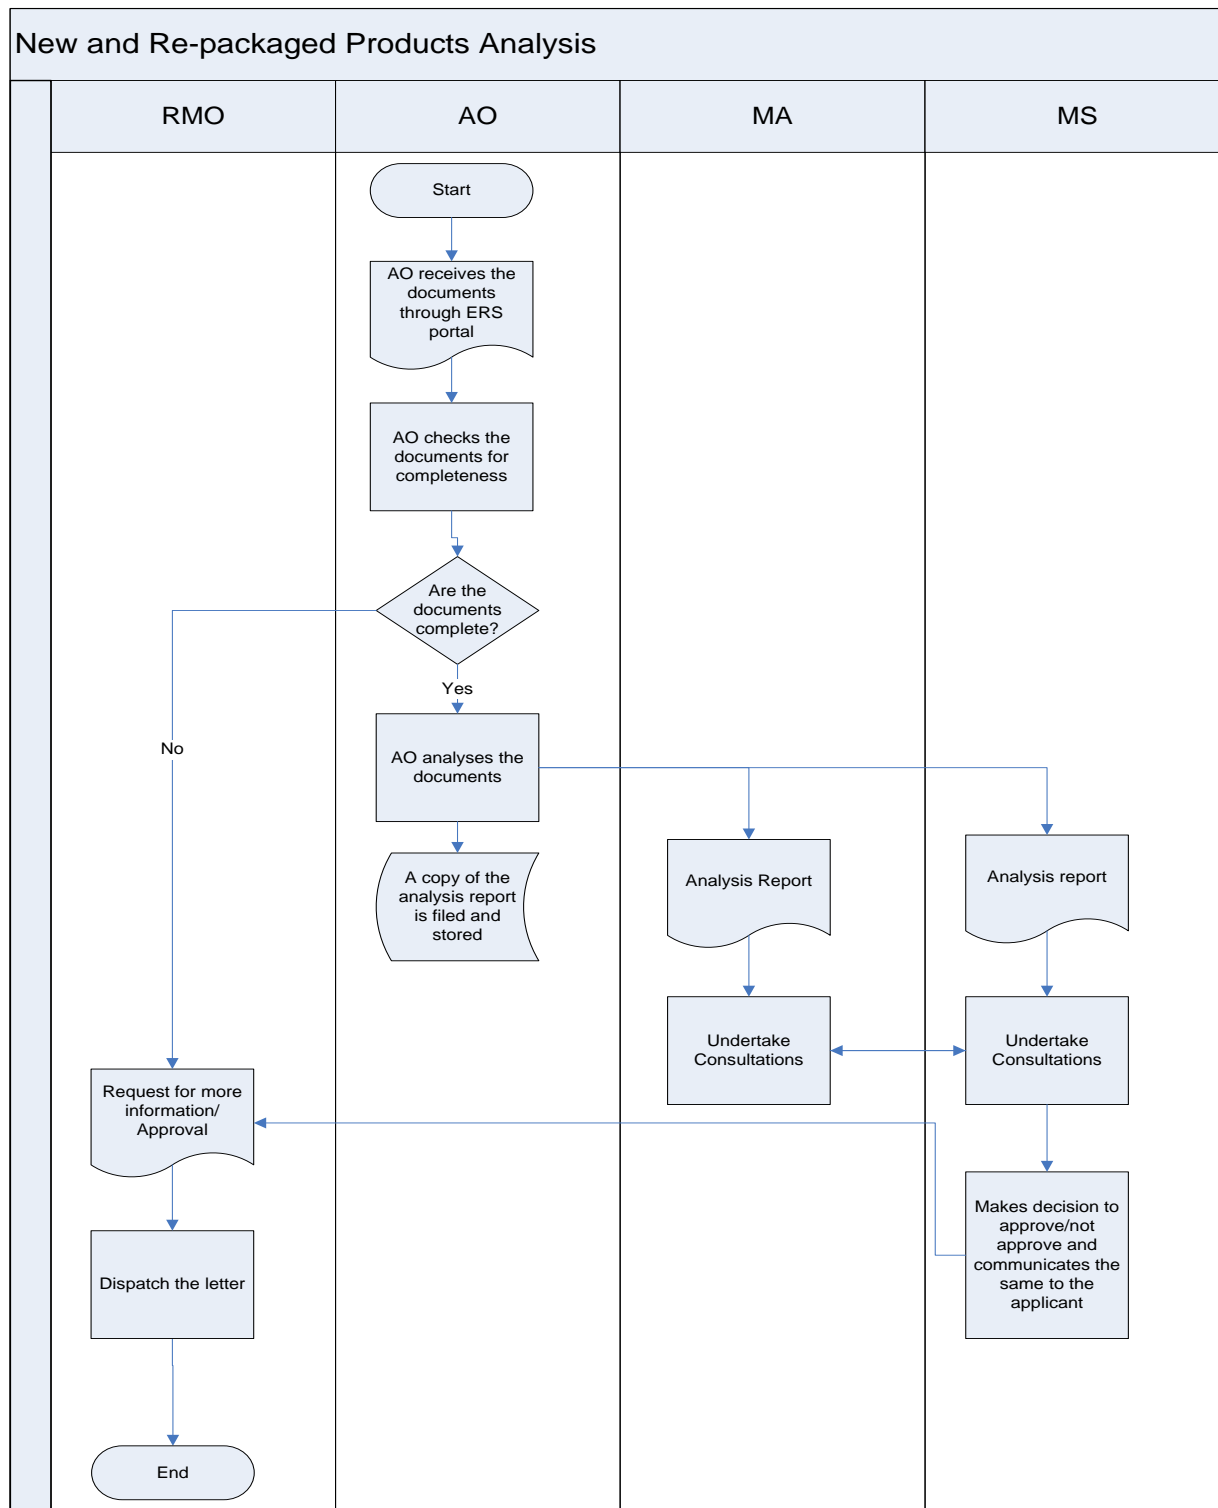 New and Re-packaged Products Analysis
RMO
AO
MA
MS
Start
AO receives the
documents
through ERS
portal
AO checks the
documents for
completeness
Are the
documents
complete?
Yes
No
AO analyses the
documents
A copy of the
analysis report
is filed and
stored
Analysis Report
Analysis report
Undertake
Consultations
Undertake
Consultations
Request for more
information/
Approval
Makes decision to
approve/not
approve and
communicates the
same to the
applicant
Dispatch the letter
End